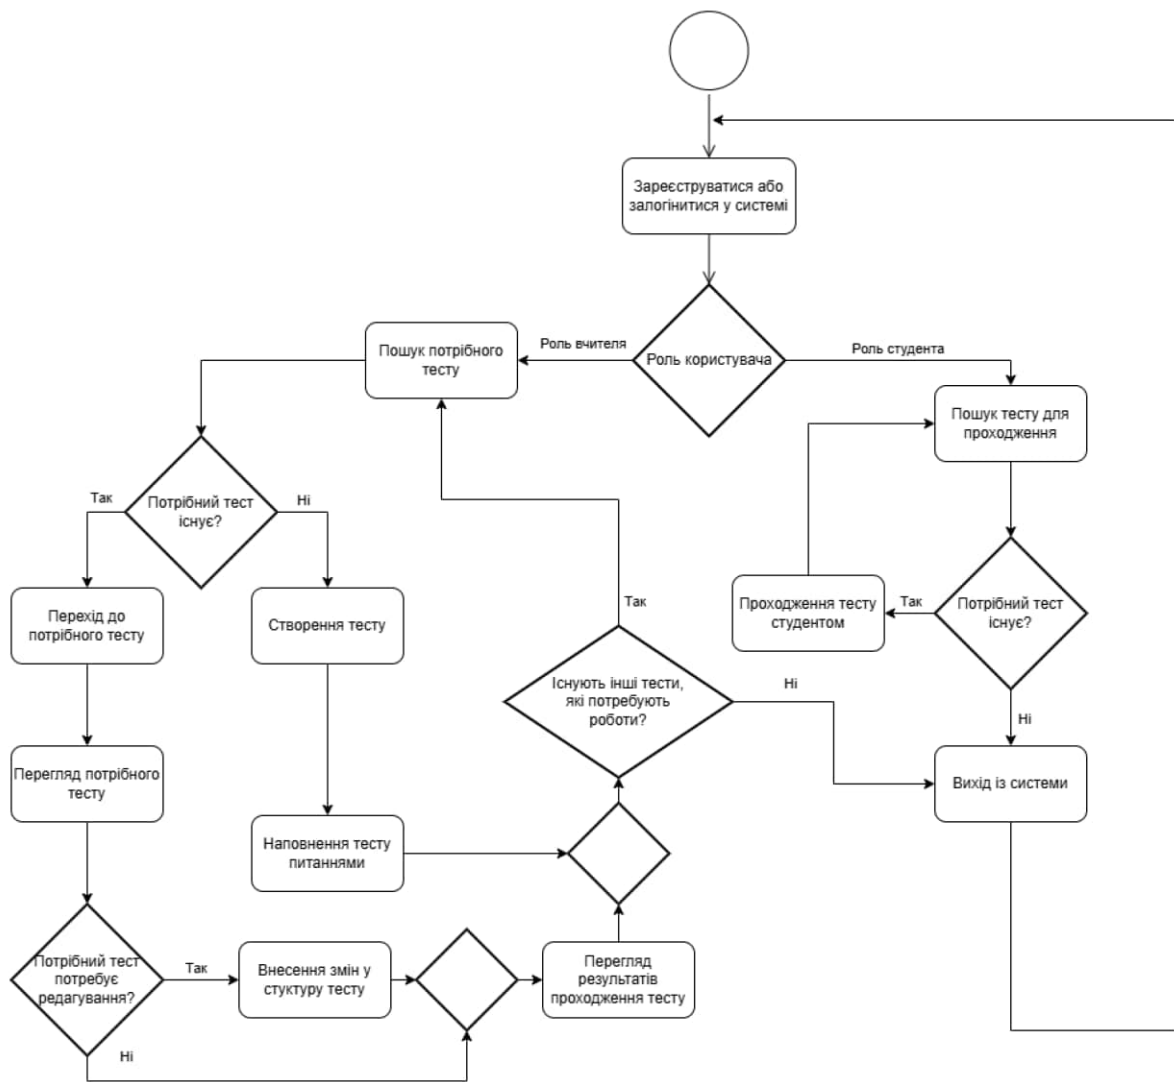 Зареєструватися або
залогінитися у системі
Роль користувача
Роль вчителя
Роль студента
Пошук потрібного
тесту
Пошук тесту для
проходження
Потрібний тест
існує?
Так
Ні
Перехід до
потрібного тесту
Створення тесту
Проходження тесту
студентом
Так
Потрібний тест
існує?
Ні
Так
Існують інші тести,
які потребують
роботи?
Ні
Перегляд потрібного
тесту
Вихід із системи
Наповнення тесту
питаннями
Потрібний тест
потребує
редагування?
Так
Внесення змін у
стуктуру тесту
Перегляд
результатів
проходження тесту
Ні